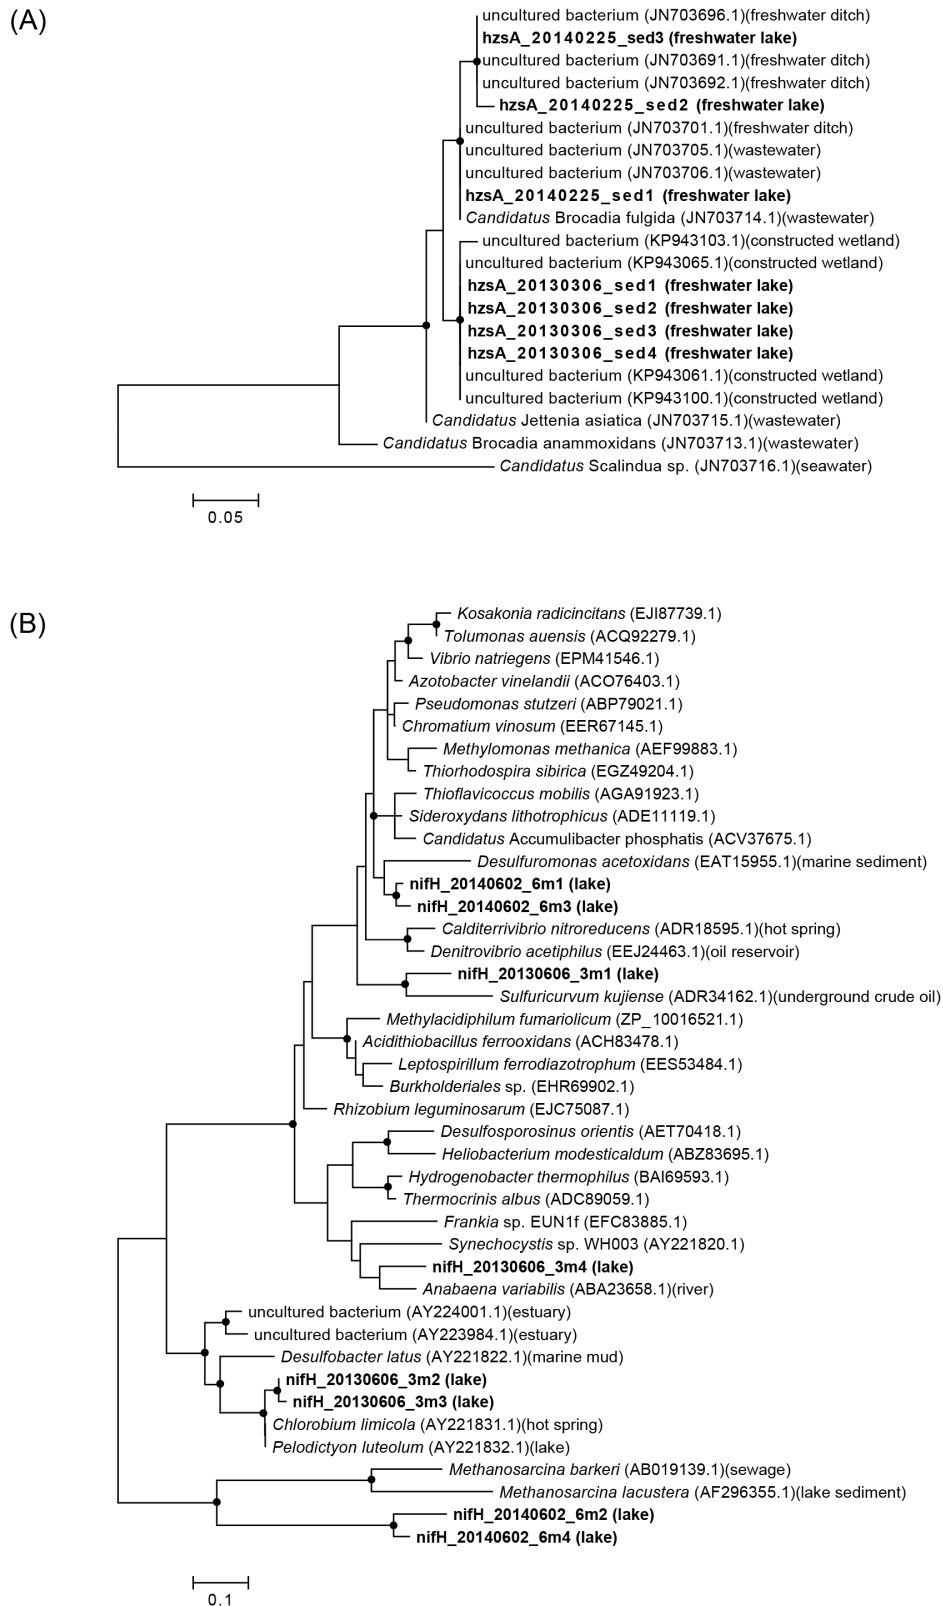 (A)
uncultured bacterium (JN703696.1)(freshwater ditch)
hzsA_20140225_sed3 (freshwater lake)
uncultured bacterium (JN703691.1)(freshwater ditch)
uncultured bacterium (JN703692.1)(freshwater ditch)
hzsA_20140225_sed2 (freshwater lake)
uncultured bacterium (JN703701.1)(freshwater ditch)
uncultured bacterium (JN703705.1)(wastewater)
uncultured bacterium (JN703706.1)(wastewater)
hzsA_20140225_sed1 (freshwater lake)
Candidatus Brocadia fulgida (JN703714.1)(wastewater)
uncultured bacterium (KP943103.1)(constructed wetland)
uncultured bacterium (KP943065.1)(constructed wetland)
hzsA_20130306_sed1 (freshwater lake)
hzsA_20130306_sed2 (freshwater lake)
hzsA_20130306_sed3 (freshwater lake)
hzsA_20130306_sed4 (freshwater lake)
uncultured bacterium (KP943061.1)(constructed wetland)
uncultured bacterium (KP943100.1)(constructed wetland)
Candidatus Jettenia asiatica (JN703715.1)(wastewater)
Candidatus Brocadia anammoxidans (JN703713.1)(wastewater)
Candidatus Scalindua sp. (JN703716.1)(seawater)
0.05
(B)
Kosakonia radicincitans (EJI87739.1)
Tolumonas auensis (ACQ92279.1)
Vibrio natriegens (EPM41546.1)
Azotobacter vinelandii (ACO76403.1)
Pseudomonas stutzeri (ABP79021.1)
Chromatium vinosum (EER67145.1)
Methylomonas methanica (AEF99883.1)
Thiorhodospira sibirica (EGZ49204.1)
Thioflavicoccus mobilis (AGA91923.1)
Sideroxydans lithotrophicus (ADE11119.1)
Candidatus Accumulibacter phosphatis (ACV37675.1)
Desulfuromonas acetoxidans (EAT15955.1)(marine sediment)
nifH_20140602_6m1 (lake)
nifH_20140602_6m3 (lake)
Calditerrivibrio nitroreducens (ADR18595.1)(hot spring)
Denitrovibrio acetiphilus (EEJ24463.1)(oil reservoir)
nifH_20130606_3m1 (lake)
Sulfuricurvum kujiense (ADR34162.1)(underground crude oil)
Methylacidiphilum fumariolicum (ZP_10016521.1)
Acidithiobacillus ferrooxidans (ACH83478.1)
Leptospirillum ferrodiazotrophum (EES53484.1)
Burkholderiales sp. (EHR69902.1)
Rhizobium leguminosarum (EJC75087.1)
Desulfosporosinus orientis (AET70418.1)
Heliobacterium modesticaldum (ABZ83695.1)
Hydrogenobacter thermophilus (BAI69593.1)
Thermocrinis albus (ADC89059.1)
Frankia sp. EUN1f (EFC83885.1)
Synechocystis sp. WH003 (AY221820.1)
nifH_20130606_3m4 (lake)
Anabaena variabilis (ABA23658.1)(river)
uncultured bacterium (AY224001.1)(estuary)
uncultured bacterium (AY223984.1)(estuary)
Desulfobacter latus (AY221822.1)(marine mud)
nifH_20130606_3m2 (lake)
nifH_20130606_3m3 (lake)
Chlorobium limicola (AY221831.1)(hot spring)
Pelodictyon luteolum (AY221832.1)(lake)
Methanosarcina barkeri (AB019139.1)(sewage)
Methanosarcina lacustera (AF296355.1)(lake sediment)
nifH_20140602_6m2 (lake)
nifH_20140602_6m4 (lake)
0.1